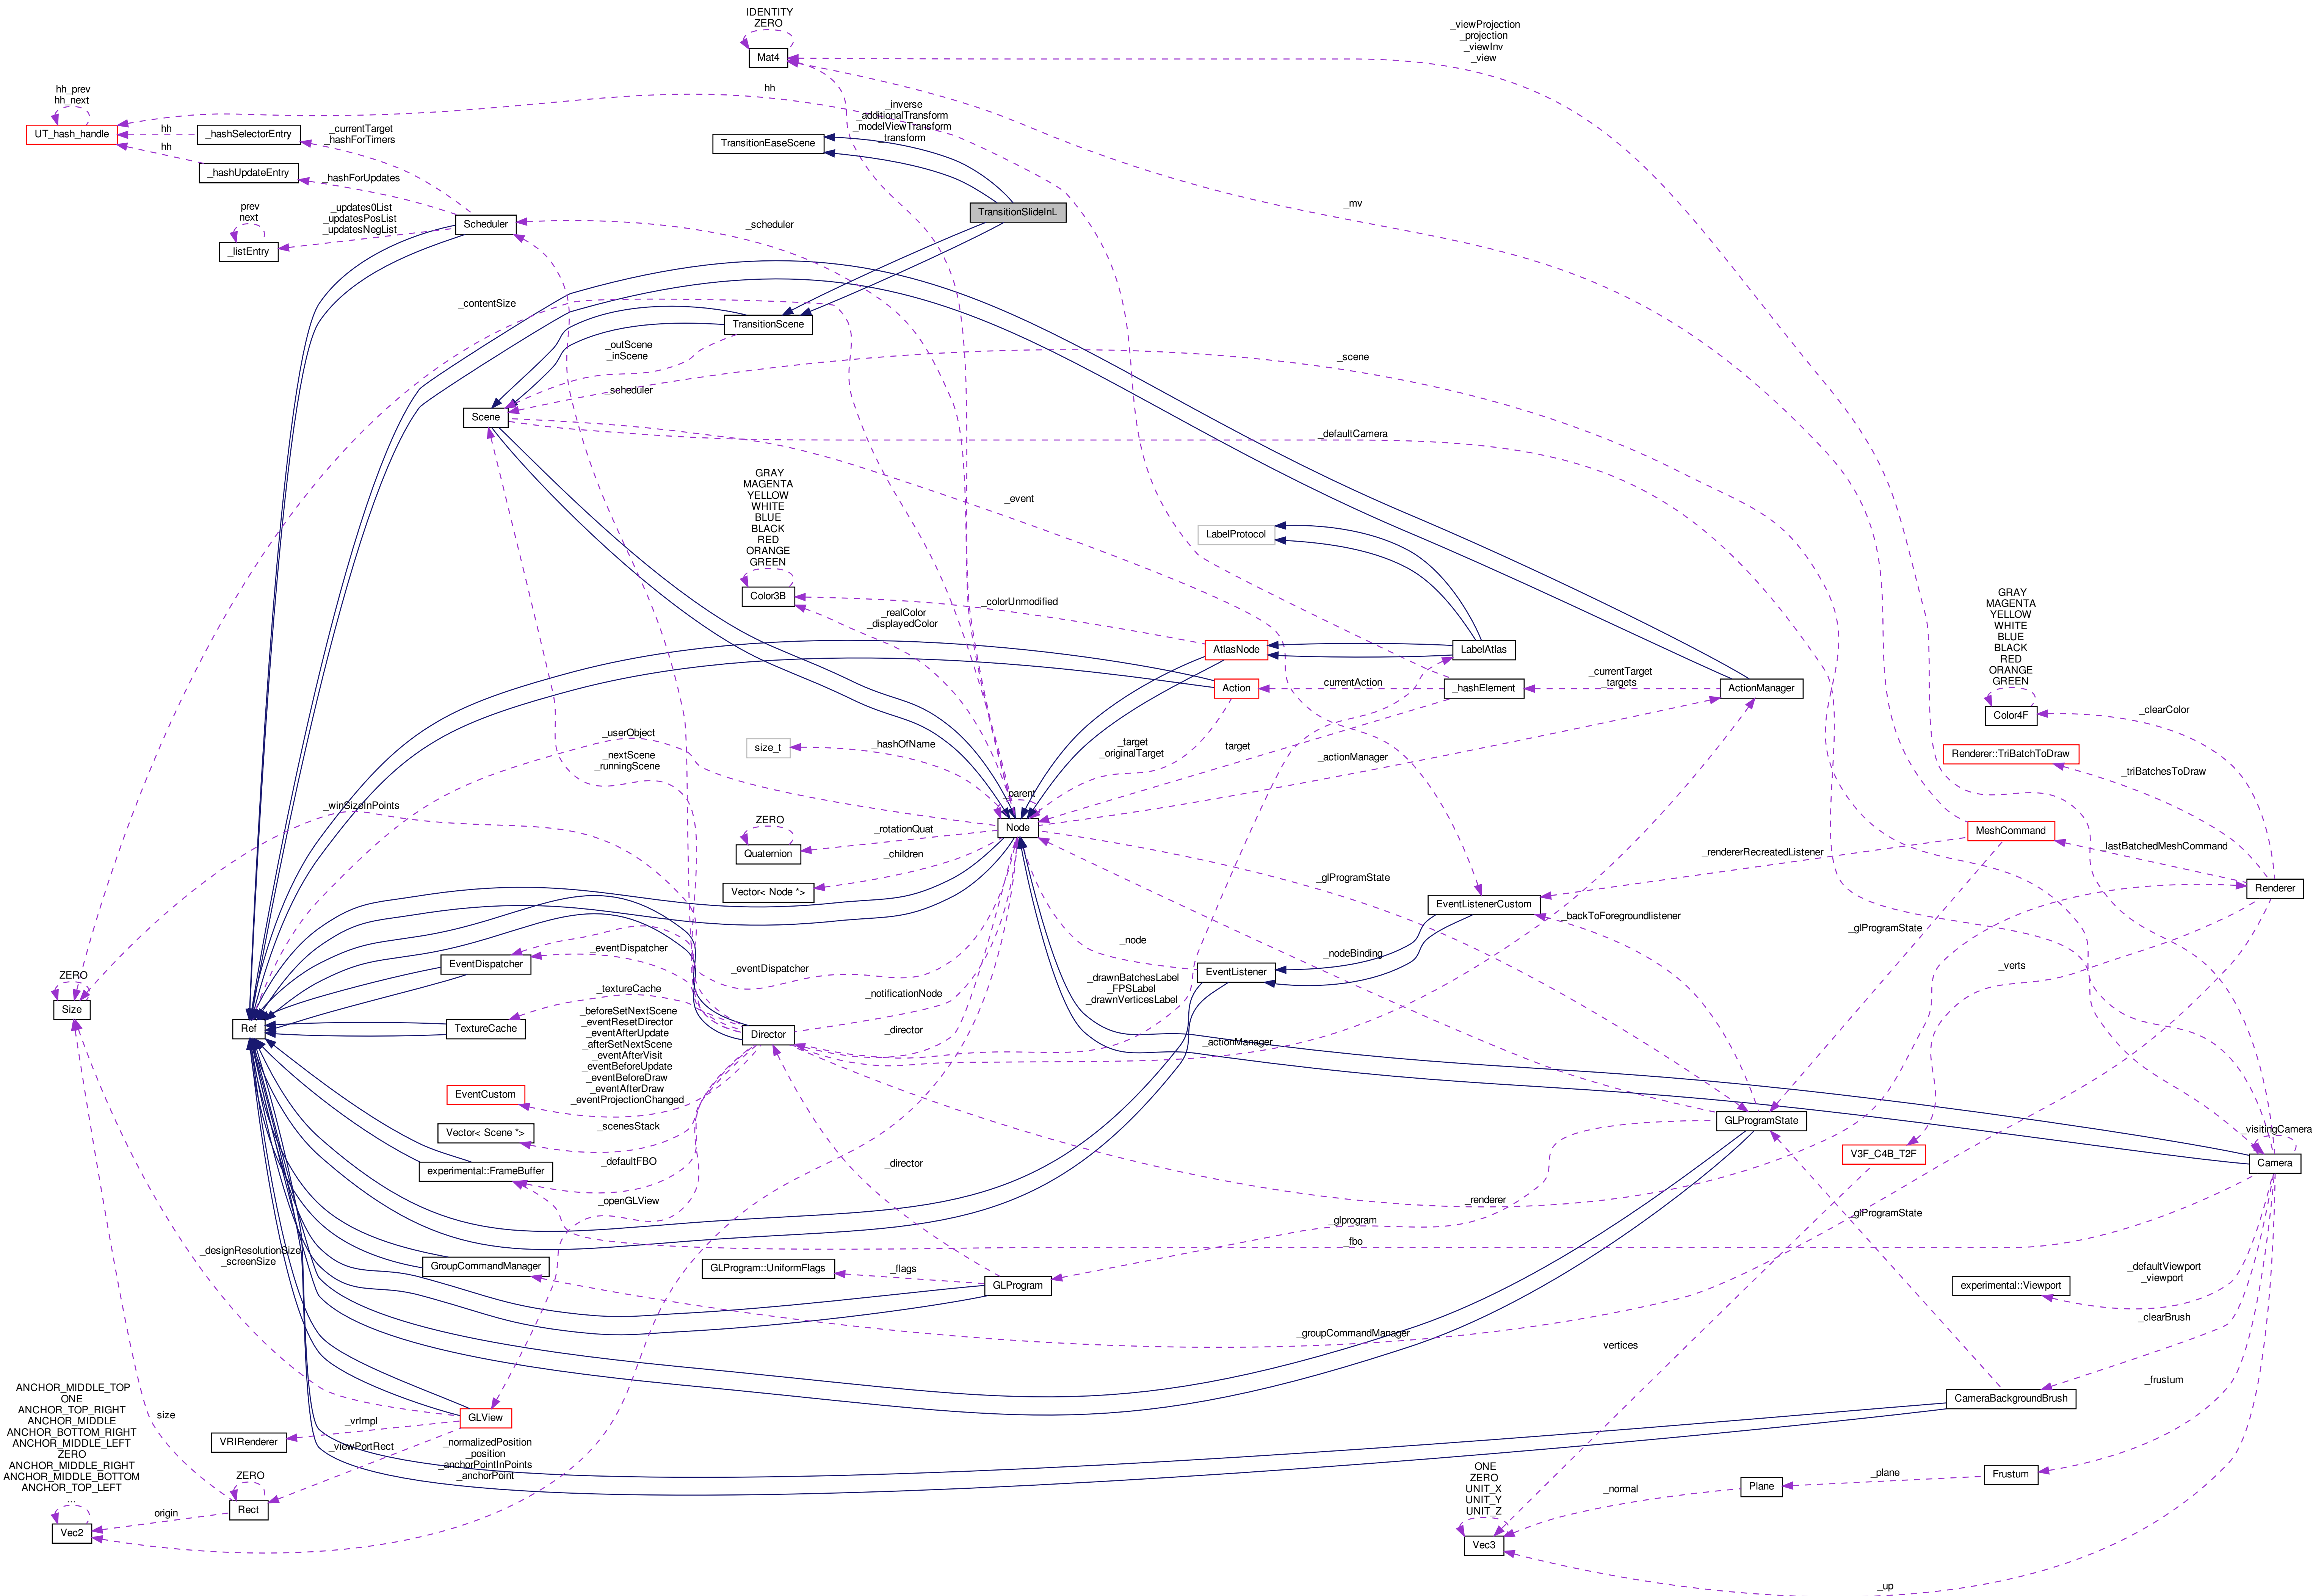 IDENTITY
ZERO
Mat4
_viewProjection
_projection
_viewInv
_view
hh_prev
hh_next
UT_hash_handle
hh
_hashSelectorEntry
_currentTarget
_hashForTimers
hh
_inverse
_additionalTransform
_modelViewTransform
_transform
TransitionEaseScene
hh
_hashUpdateEntry
_hashForUpdates
_mv
prev
next
_listEntry
_updates0List
_updatesPosList
_updatesNegList
Scheduler
_scheduler
TransitionSlideInL
_contentSize
TransitionScene
_outScene
_inScene
_scene
_scheduler
Scene
_defaultCamera
GRAY
MAGENTA
YELLOW
WHITE
BLUE
BLACK
RED
ORANGE
GREEN
Color3B
_event
LabelProtocol
_colorUnmodified
_realColor
_displayedColor
AtlasNode
LabelAtlas
GRAY
MAGENTA
YELLOW
WHITE
BLUE
BLACK
RED
ORANGE
GREEN
Color4F
Action
currentAction
_hashElement
_currentTarget
_targets
ActionManager
_clearColor
_userObject
size_t
_hashOfName
_target
_originalTarget
target
_actionManager
Renderer::TriBatchToDraw
_triBatchesToDraw
_nextScene
_runningScene
_parent
Node
_winSizeInPoints
ZERO
Quaternion
_rotationQuat
_children
Vector< Node *>
MeshCommand
_lastBatchedMeshCommand
_rendererRecreatedListener
Renderer
_glProgramState
EventListenerCustom
_backToForegroundlistener
_glProgramState
_node
_nodeBinding
_verts
EventDispatcher
_eventDispatcher
_eventDispatcher
EventListener
_drawnBatchesLabel
_FPSLabel
_drawnVerticesLabel
ZERO
Size
Ref
TextureCache
_textureCache
_notificationNode
Director
_director
_actionManager
_beforeSetNextScene
_eventResetDirector
_eventAfterUpdate
_afterSetNextScene
_eventAfterVisit
_eventBeforeUpdate
_eventBeforeDraw
_eventAfterDraw
_eventProjectionChanged
EventCustom
Vector< Scene *>
_scenesStack
GLProgramState
_visitingCamera
V3F_C4B_T2F
Camera
experimental::FrameBuffer
_defaultFBO
_director
_openGLView
_renderer
_glprogram
_glProgramState
_fbo
_designResolutionSize
_screenSize
GroupCommandManager
GLProgram::UniformFlags
_flags
GLProgram
experimental::Viewport
_defaultViewport
_viewport
_groupCommandManager
_clearBrush
vertices
ANCHOR_MIDDLE_TOP
ONE
ANCHOR_TOP_RIGHT
ANCHOR_MIDDLE
ANCHOR_BOTTOM_RIGHT
ANCHOR_MIDDLE_LEFT
ZERO
ANCHOR_MIDDLE_RIGHT
ANCHOR_MIDDLE_BOTTOM
ANCHOR_TOP_LEFT
...
Vec2
size
CameraBackgroundBrush
_frustum
GLView
_vrImpl
VRIRenderer
_viewPortRect
_normalizedPosition
_position
_anchorPointInPoints
_anchorPoint
ZERO
Rect
origin
ONE
ZERO
UNIT_X
UNIT_Y
UNIT_Z
Vec3
_normal
Plane
_plane
Frustum
_up